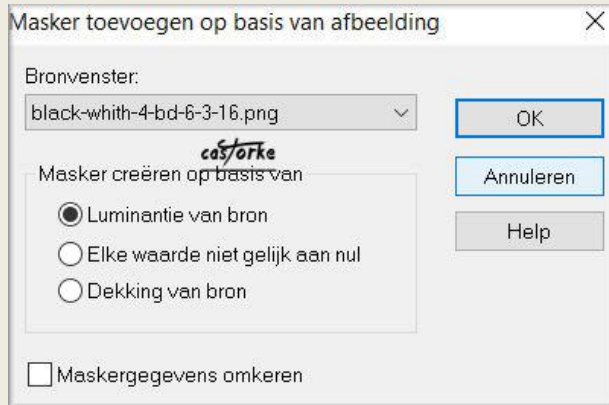 Masker toevoegen op basis van afbeelding
Bronvenster:
black-whith-4-bd-6-3-16.png
OK
castorke
Masker creëren op basis van
Annuleren
Luminantie van bron
Help
Elke waarde niet gelijk aan nul
Dekking van bron
Maskergegevens omkeren